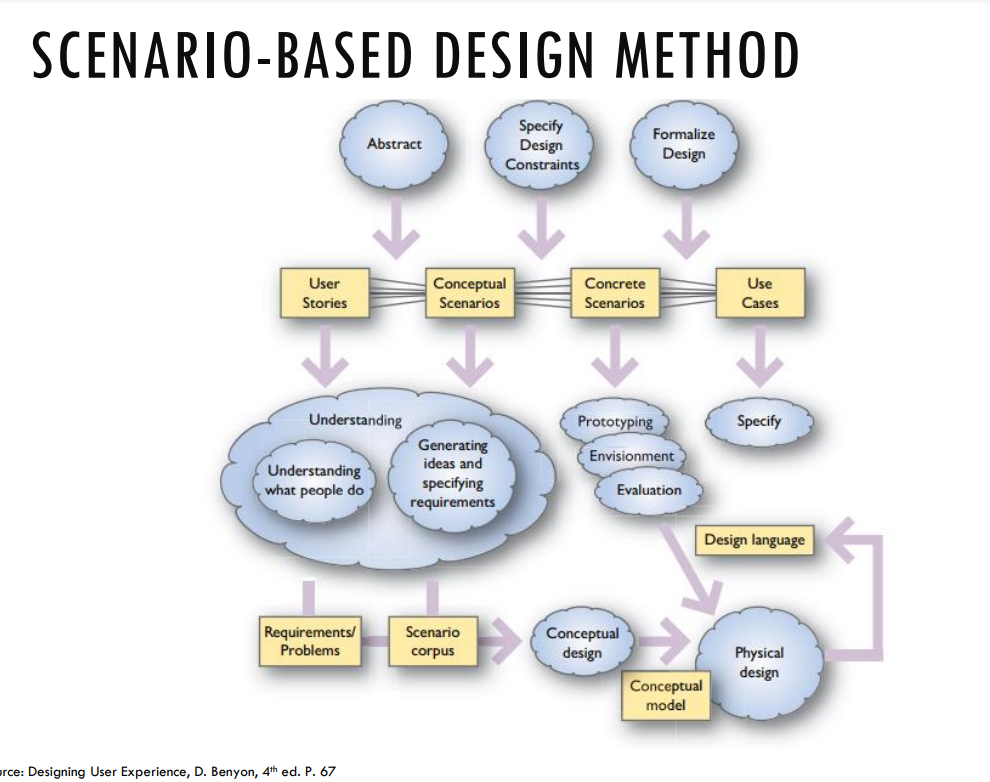 SCENARIO-BASED DESIGN METHOD
Abstract
Specify
Design
Constraints
Formalize
Design
User
Stories
Conceptual
Scenarios
Concrete
Scenarios
Use
Cases
Understanding
Understanding
what people do
Generating
ideas and
specifying
requirements
Prototyping
Envisionment
Evaluation
Specify
Design language
Requirements/
Problems
Scenario
corpus
Conceptual
design
Conceptual
model
Physical
design
urce: Designing User Experience, D. Benyon, 4th ed. P. 67